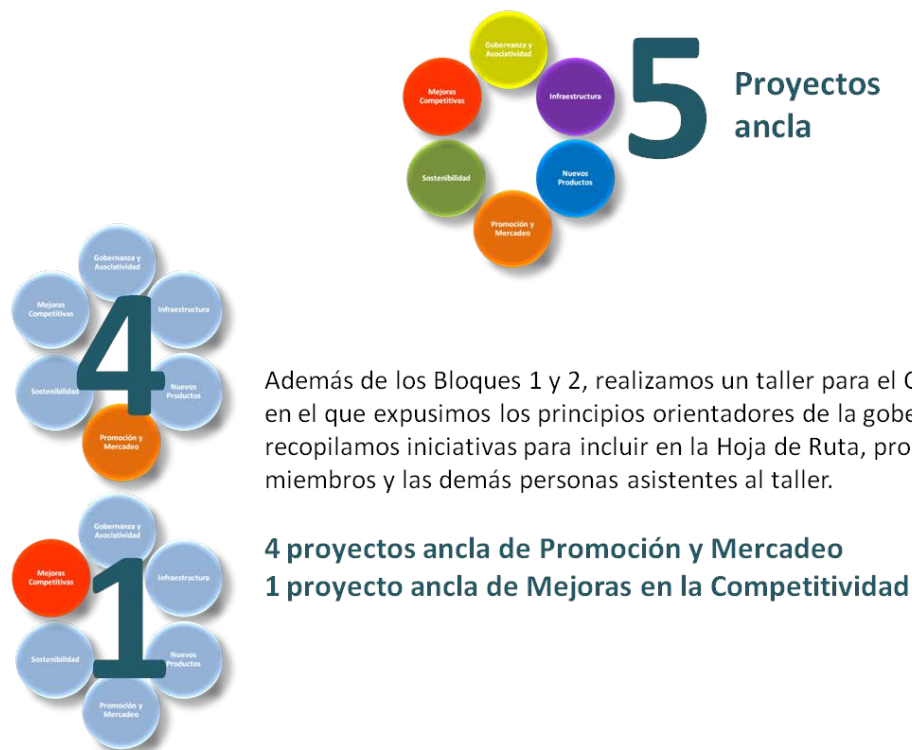 Gobernanza y
Asociatividad
Mejoras
Competitivas
Infraestructura
Sostenibilidad
Nuevos
Productos
Promoción y
Mercadeo
5
Proyectos
ancla
Gobernanza y
Asociatividad
Mejoras
Competitivas
Infraestructura
4
Sostenibilidad
Nuevos
Productos
Promoción y
Mercadeo
Además de los Bloques 1 y 2, realizamos un taller para el
en el que expusimos los principios orientadores de la
recopilamos iniciativas para incluir en la Hoja de Ruta,
miembros y las demás personas asistentes al taller.
4 proyectos ancla de Promoción y Mercadeo
1 proyecto ancla de Mejoras en la Competitividad
Gobernanza y
Asociatividad
Mejoras
Competitivas
Infraestructura
1
Sostenibilidad
Nuevos
Productos
Promoción y
Mercadeo